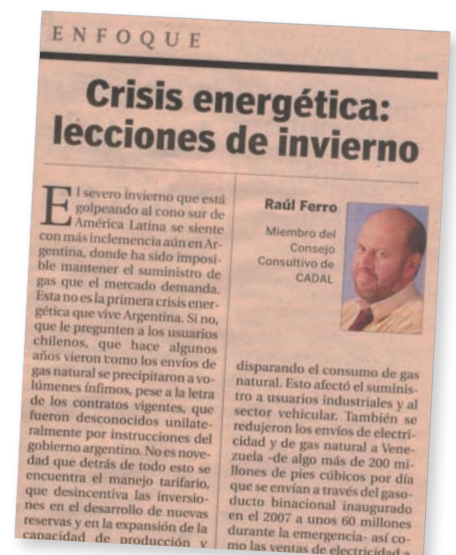 ENFOQUE
Crisis energética:
lecciones de invierno
El severo invierno que está
golpeando al cono sur de
América Latina se siente
con más inclemencia aún en Ar-
gentina, donde ha sido imposi-
ble mantener el suministro de
gas que el mercado demanda.
Esta no es la primera crisis ener-
gética que vive Argentina. Si no,
que le pregunten a los usuarios
chilenos, que hace algunos
años vieron como los envíos de
gas natural se precipitaron a vo-
lúmenes ínfimos, pese a la letra
de los contratos vigentes, que
fueron desconocidos unilate-
ralmente por instrucciones del
gobierno argentino. No es nove-
dad que detrás de todo esto se
encuentra el manejo tarifario,
que desincentiva las inversio-
nes en el desarrollo de nuevas
reservas y en la expansión de la
capacidad de producción y
Raúl Ferro
Miembro del
Consejo
Consultivo de
CADAL
disparando el consumo de gas
natural. Esto afectó el suminis-
tro a usuarios industriales y al
sector vehicular. También se
redujeron los envíos de electri-
cidad y de gas natural a Vene-
zuela -de algo más de 200 mi-
llones de pies cúbicos por día
que se envían a través del gaso-
ducto binacional inaugurado
en el 2007 a unos 60 millones
durante la emergencia- así co-
mo las ventas de electricidad a